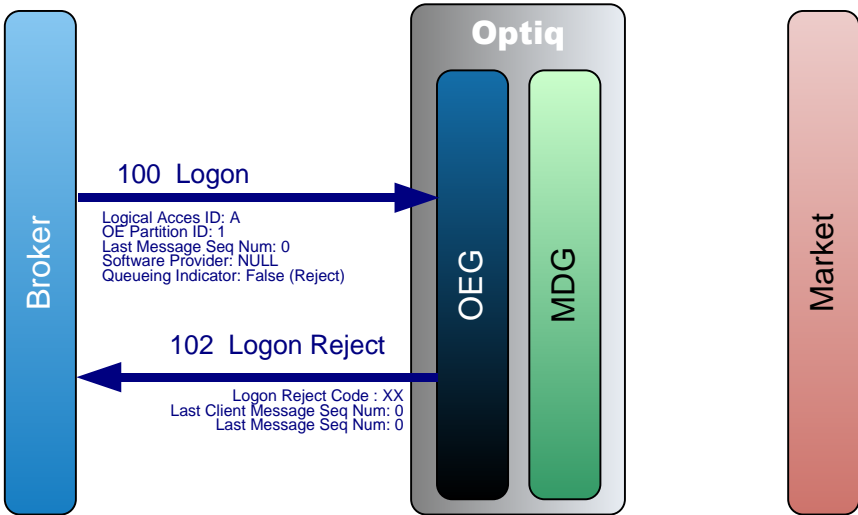 Optiq
Broker
100 Logon
Logical Acces ID: A
OE Partition ID: 1
Last Message Seq Num: 0
Software Provider: NULL
Queueing Indicator: False (Reject)
102 Logon Reject
Logon Reject Code : XX
Last Client Message Seq Num: 0
Last Message Seq Num: 0
OEG
MDG
Market